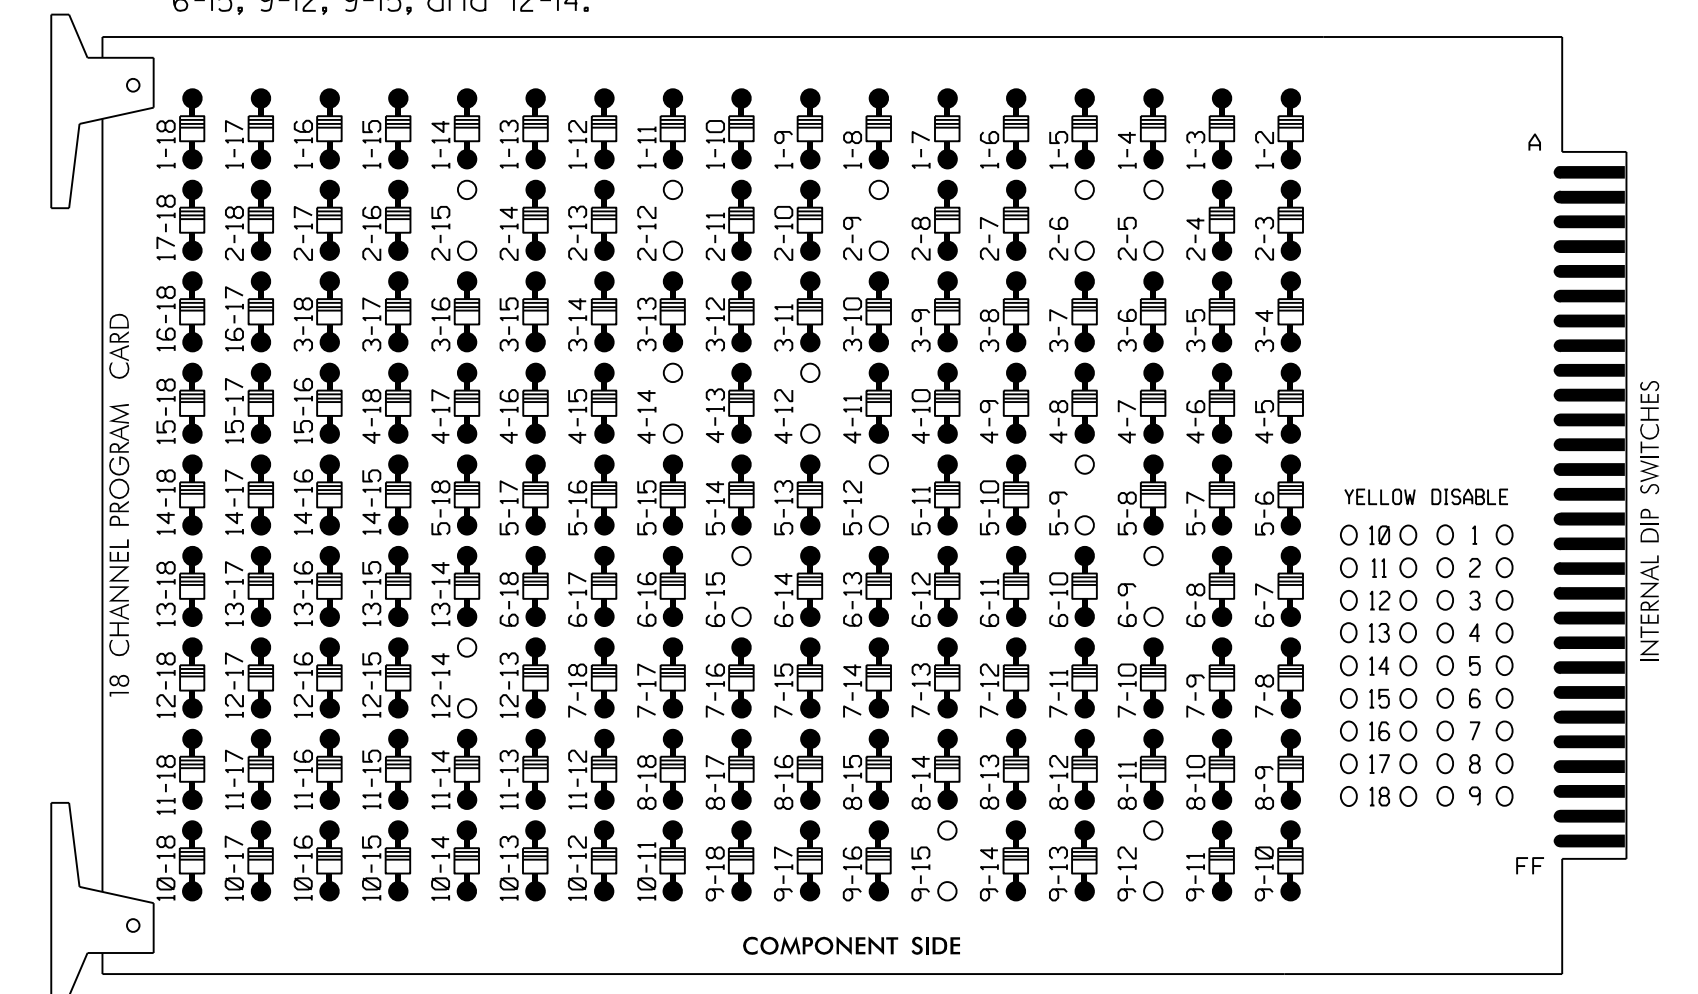 6-15, 9-12, 9-15, and 12-14.
1-18 1-17 1-16 1-15 1-14 1-13 1-12 1-11 1-10 1-9 1-8 1-7 1-6 1-5 1-4 1-3 1-2
17-18 2-18 2-17 2-16 2-15 2-14 2-13 2-12 2-11 2-10 2-9 2-8 2-7 2-6 2-5 2-4 2-3
16-18 16-17 3-18 3-17 3-16 3-15 3-14 3-13 3-12 3-11 3-10 3-9 3-8 3-7 3-6 3-5 3-4
15-18 15-17 15-16 4-18 4-17 4-16 4-15 4-14 4-13 4-12 4-11 4-10 4-9 4-8 4-7 4-6 4-5
14-18 14-17 14-16 14-15 5-18 5-17 5-16 5-15 5-14 5-13 5-12 5-11 5-10 5-9 5-8 5-7 5-6
13-18 13-17 13-16 13-15 13-14 6-18 6-17 6-16 6-15 6-14 6-13 6-12 6-11 6-10 6-9 6-8 6-7
12-18 12-17 12-16 12-15 12-14 12-13 7-18 7-17 7-16 7-15 7-14 7-13 7-12 7-11 7-10 7-9 7-8
11-18 11-17 11-16 11-15 11-14 11-13 11-12 8-18 8-17 8-16 8-15 8-14 8-13 8-12 8-11 8-10 8-9
10-18 10-17 10-16 10-15 10-14 10-13 10-12 10-11 9-18 9-17 9-16 9-15 9-14 9-13 9-12 9-11 9-10
18 CHANNEL PROGRAM CARD
COMPONENT SIDE
YELLOW DISABLE
10 1
11 2
12 3
13 4
14 5
15 6
16 7
17 8
18 9
A
FF
INTERNAL DIP SWITCHES